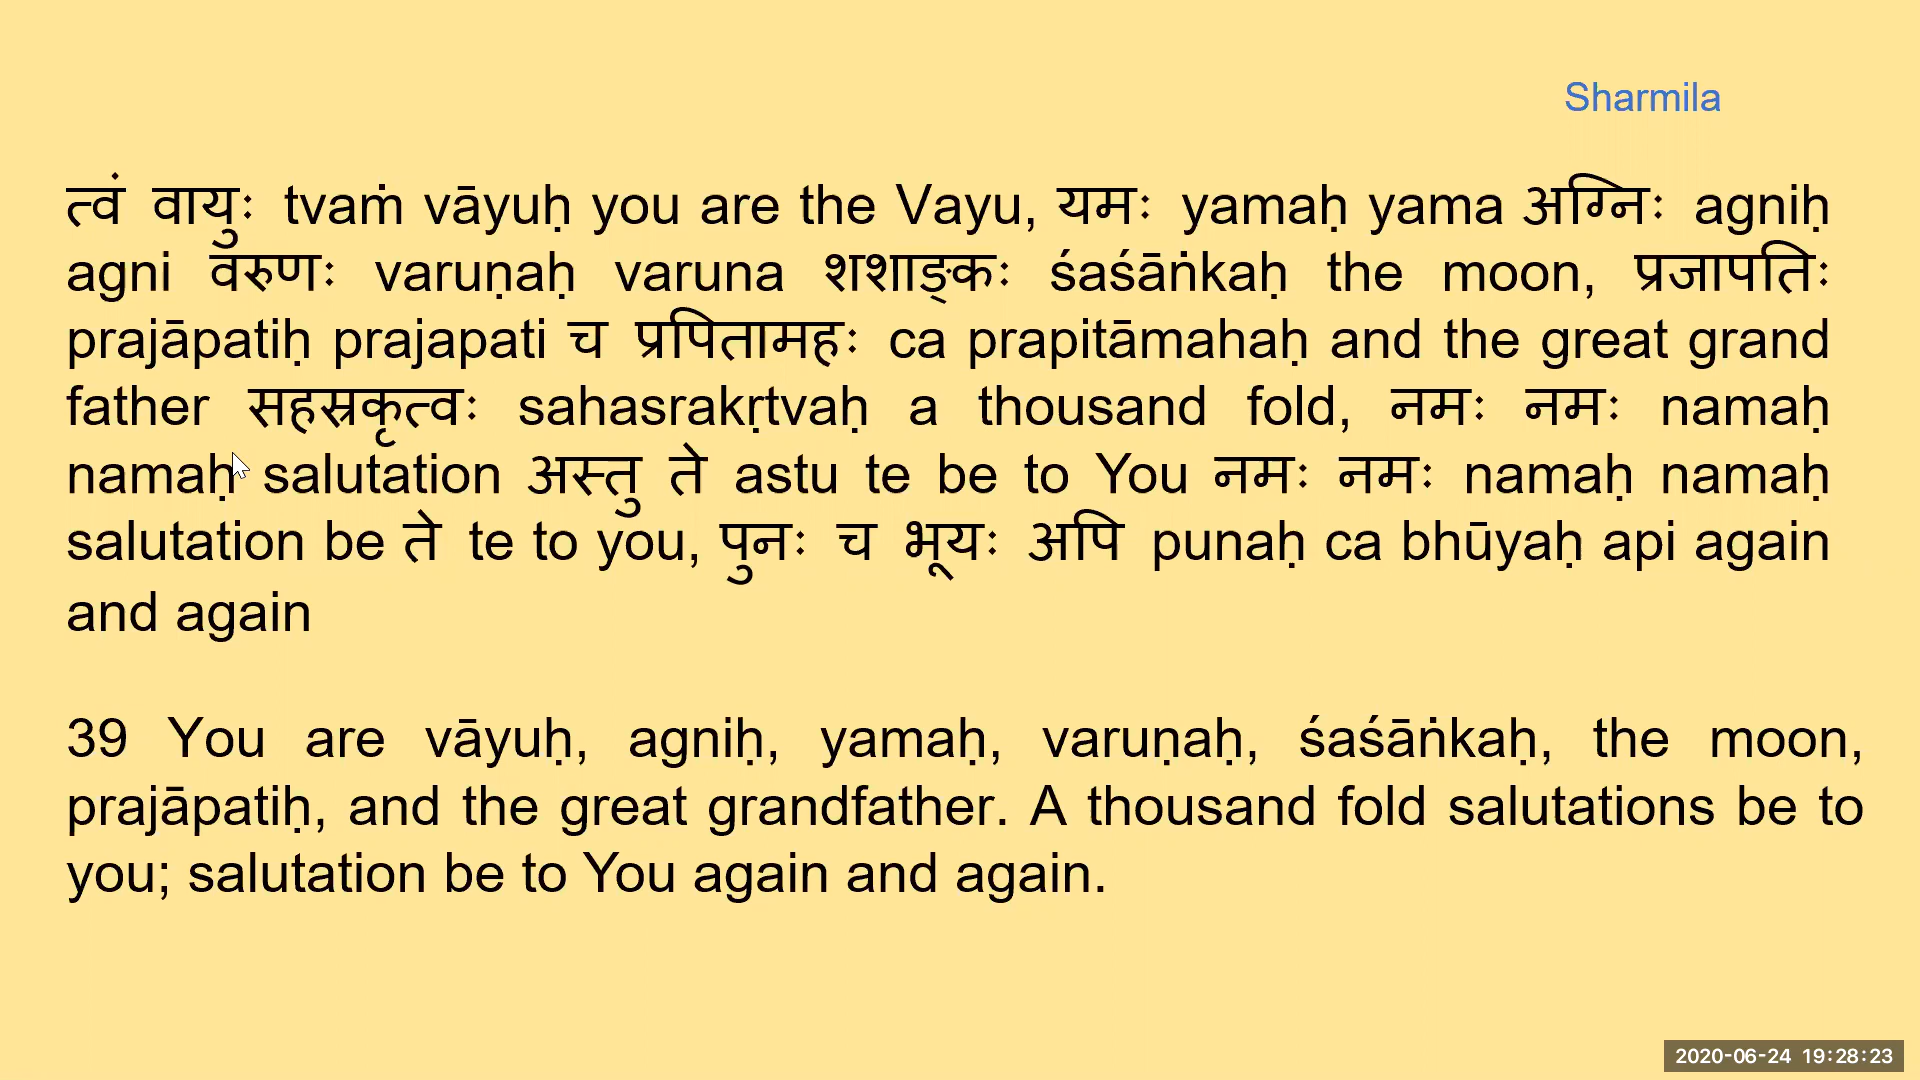 Sharmila
त्वं वायुः tvaṁ vāyuḥ you are the Vayu, यमः yamaḥ yama अग्निः agniḥ
agni वरुणः varuṇaḥ varuna शशाङ्कः śaśāṅkaḥ the moon, प्रजापतिः
prajāpatiḥ prajapati च प्रपितामहः ca prapitāmahaḥ and the great grand
father सहस्रकृत्वः sahasrakṛtvaḥ a thousand fold, नमः नमः namaḥ
namaḥ salutation अस्तु ते astu te be to You नमः नमः namaḥ namaḥ
salutation be ते te to you, पुनः च भूयः अपि punaḥ ca bhūyaḥ api again
and again
39 You are vāyuḥ, agniḥ, yamaḥ, varuṇaḥ, śaśāṅkaḥ, the moon,
prajāpatiḥ, and the great grandfather. A thousand fold salutations be to
you; salutation be to You again and again.
2020-06-24 19:28:23